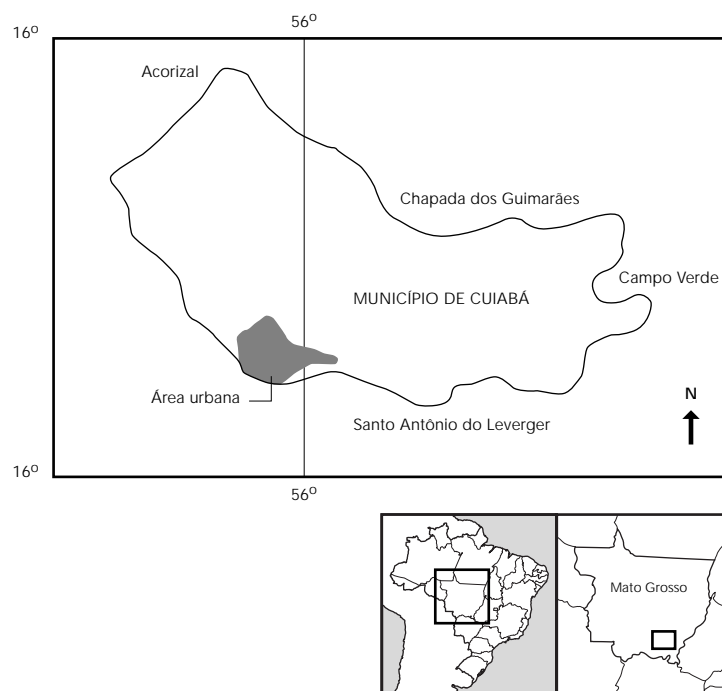 16º
56º
Acorizal
Chapada dos Guimarães
Campo Verde
MUNICÍPIO DE CUIABÁ
Área urbana
Santo Antônio do Leverger
N
16º
56º
Mato Grosso